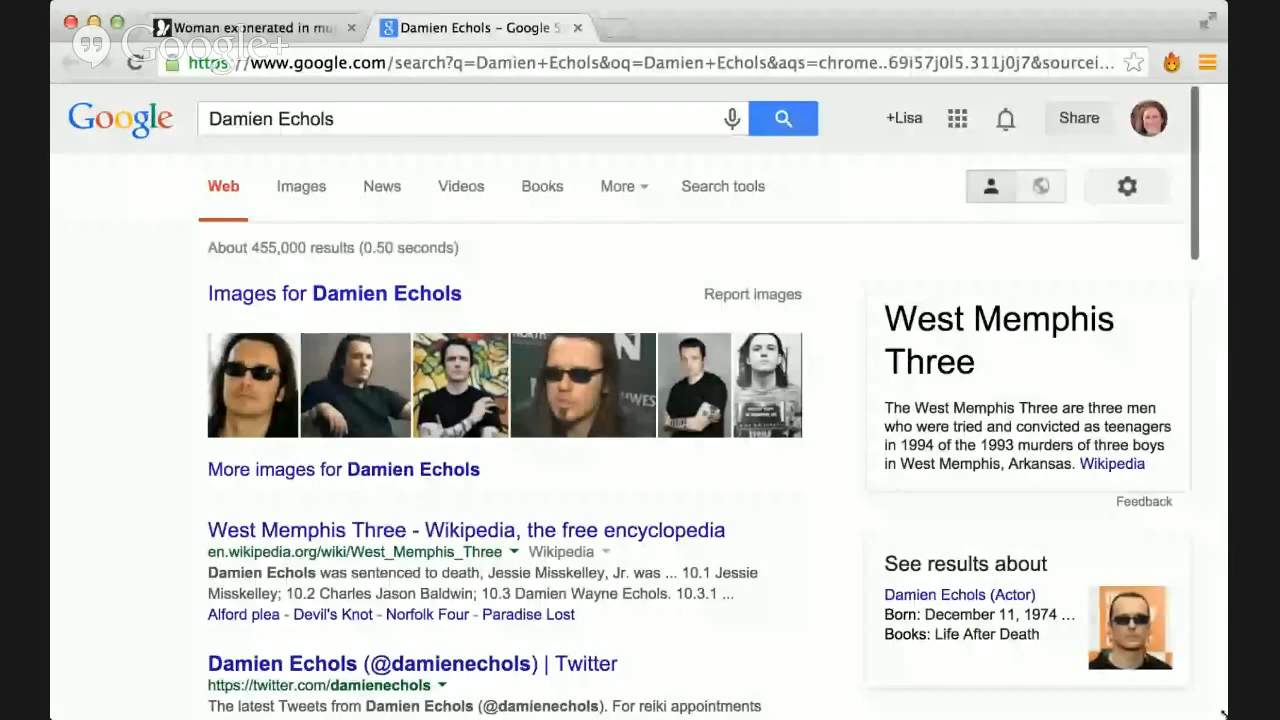 Woman exonerated in mu
Damien Echols - Google S
Google+
https://www.google.com/search?q=Damien+Echols&oq=Damien+Echols&aqs=chrome..69i57j0l5.311j0j7&sourcei...
Google
Damien Echols
+Lisa
Share
Web
Images
News
Videos
Books
More
Search tools
About 455,000 results (0.50 seconds)
Images for Damien Echols
Report images
More images for Damien Echols
West Memphis Three - Wikipedia, the free encyclopedia
en.wikipedia.org/wiki/West_Memphis_Three Wikipedia
Damien Echols was sentenced to death, Jessie Misskelley, Jr. was ... 10.1 Jessie
Misskelley; 10.2 Charles Jason Baldwin; 10.3 Damien Wayne Echols. 10.3.1 ...
Alford plea - Devil's Knot - Norfolk Four - Paradise Lost
Damien Echols (@damienechols) | Twitter
https://twitter.com/damienechols
The latest Tweets from Damien Echols (@damienechols). For reiki appointments
West Memphis
Three
The West Memphis Three are three men
who were tried and convicted as teenagers
in 1994 of the 1993 murders of three boys
in West Memphis, Arkansas. Wikipedia
Feedback
See results about
Damien Echols (Actor)
Born: December 11, 1974 ...
Books: Life After Death